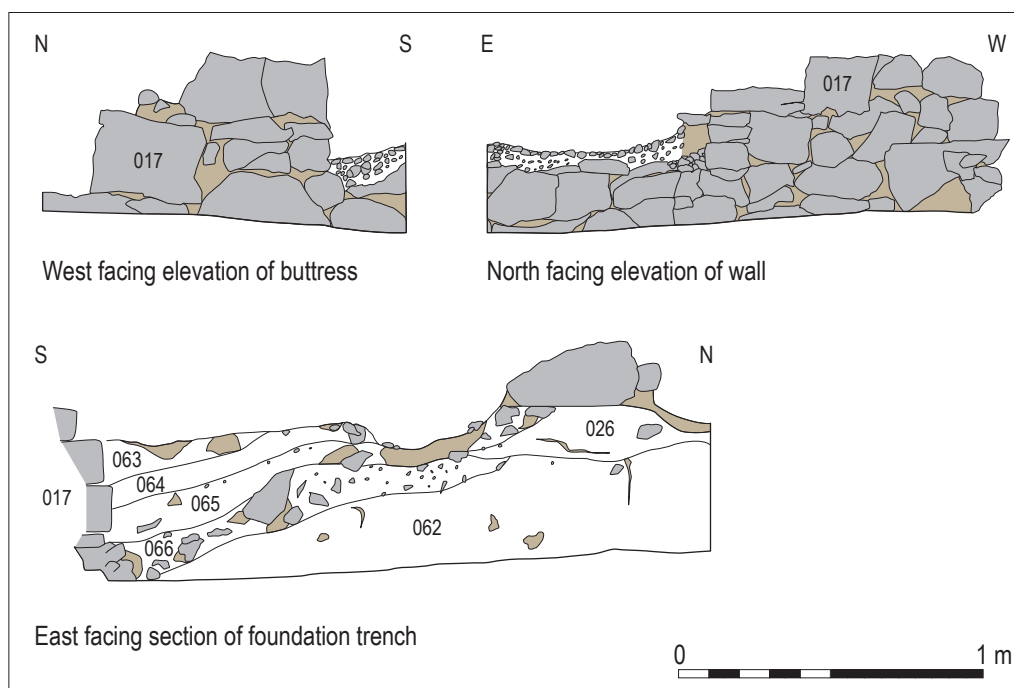 N S E W
017
017
West facing elevation of buttress
North facing elevation of wall
S N
026
063
064
017
065
062
066
East facing section of foundation trench
0 1 m